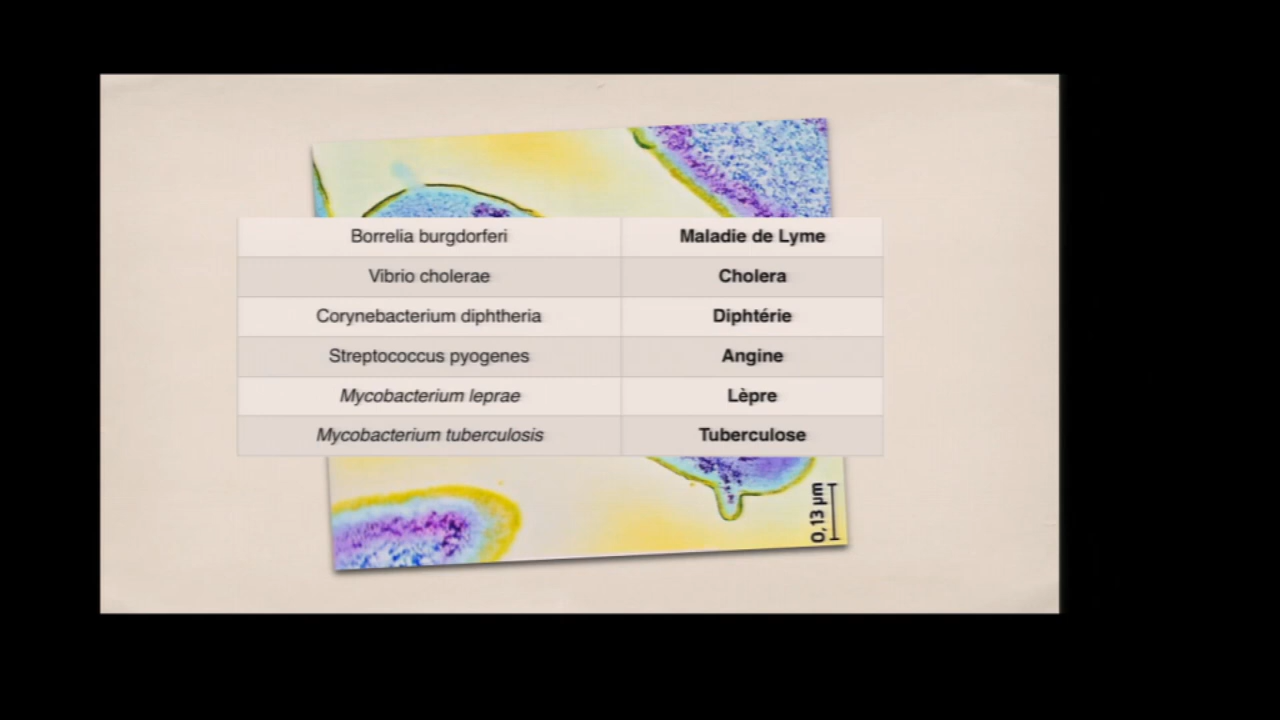 Borrelia burgdorferi Maladie de Lyme
Vibrio cholerae Cholera
Corynebacterium diphtheria Diphtérie
Streptococcus pyogenes Angine
Mycobacterium leprae Lèpre
Mycobacterium tuberculosis Tuberculose
0,13 µm